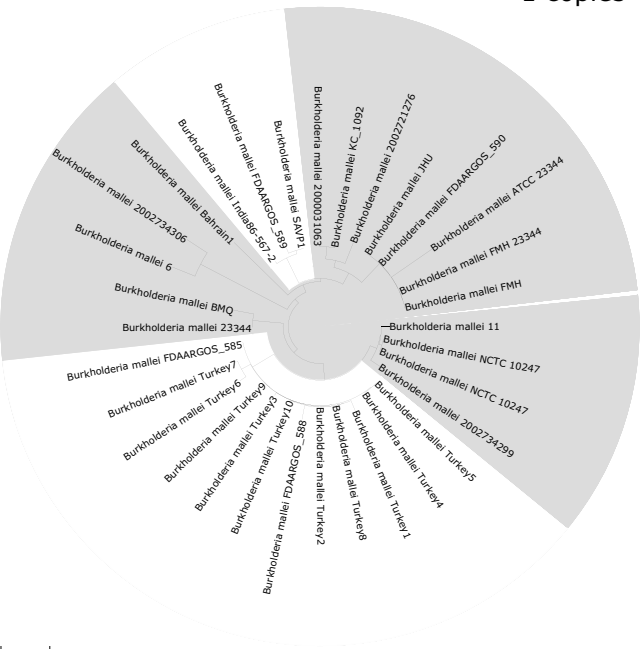 Burkholderia mallei 2000031063
Burkholderia mallei KC_1092
Burkholderia mallei 2002721276
Burkholderia mallei JHU
Burkholderia mallei FDAARGOS_590
Burkholderia mallei ATCC 23344
Burkholderia mallei FMH 23344
Burkholderia mallei FMH
Burkholderia mallei 11
Burkholderia mallei NCTC 10247
Burkholderia mallei NCTC 10247
Burkholderia mallei 2002734299
Burkholderia mallei Turkey5
Burkholderia mallei Turkey4
Burkholderia mallei Turkey1
Burkholderia mallei Turkey8
Burkholderia mallei Turkey2
Burkholderia mallei FDAARGOS_588
Burkholderia mallei Turkey10
Burkholderia mallei Turkey3
Burkholderia mallei Turkey9
Burkholderia mallei Turkey6
Burkholderia mallei Turkey7
Burkholderia mallei FDAARGOS_585
Burkholderia mallei 23344
Burkholderia mallei BMQ
Burkholderia mallei 6
Burkholderia mallei 2002734306
Burkholderia mallei Bahrain1
Burkholderia mallei India86-567-2
Burkholderia mallei FDAARGOS_589
Burkholderia mallei SAVP1